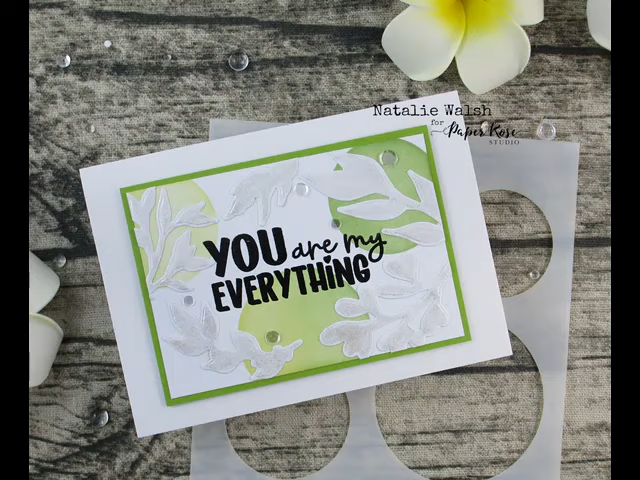 Natalie Walsh
for
Paper Rose
STUDIO
YOU are my
EVERYTHING